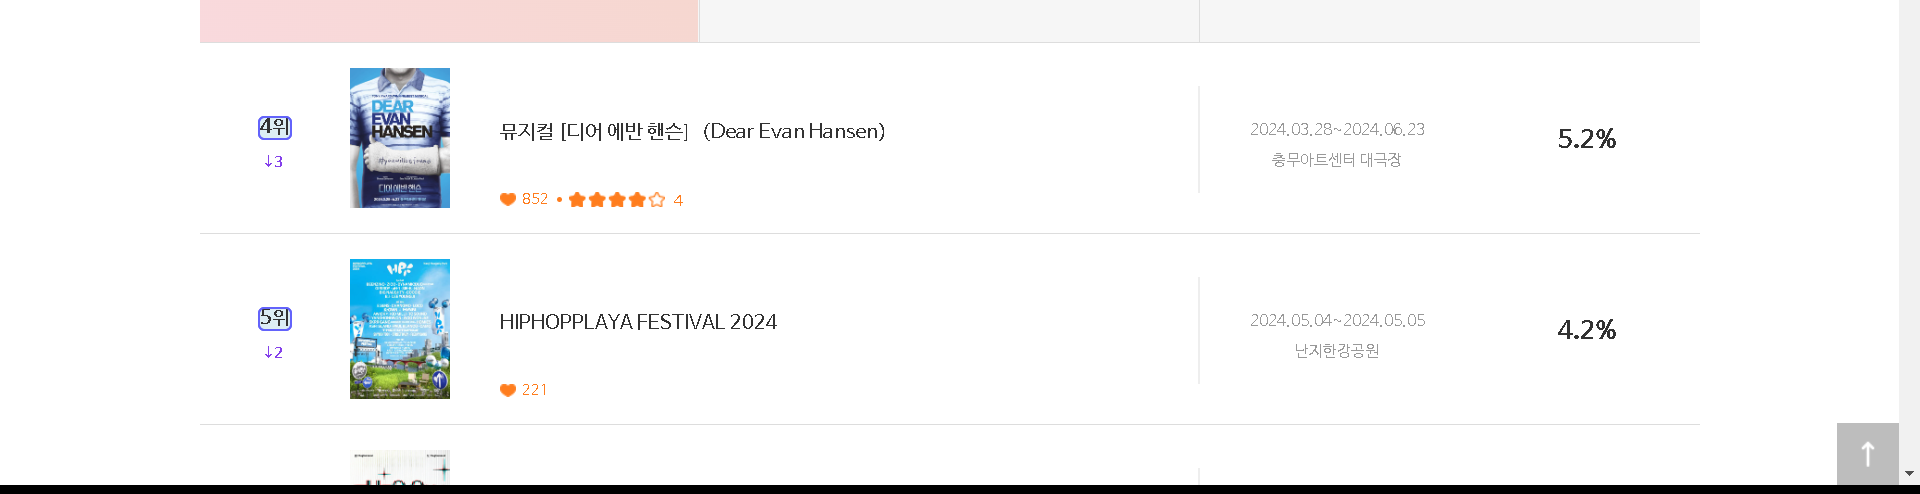 4위
↓3
DEAR
EVAN
HANSEN
디어 에반 핸슨
뮤지컬 [디어 에반 핸슨] (Dear Evan Hansen)
852 • 4
2024.03.28~2024.06.23
충무아트센터 대극장
5.2%
5위
↓2
HIPHOPPLAYA FESTIVAL 2024
221
2024.05.04~2024.05.05
난지한강공원
4.2%
↑